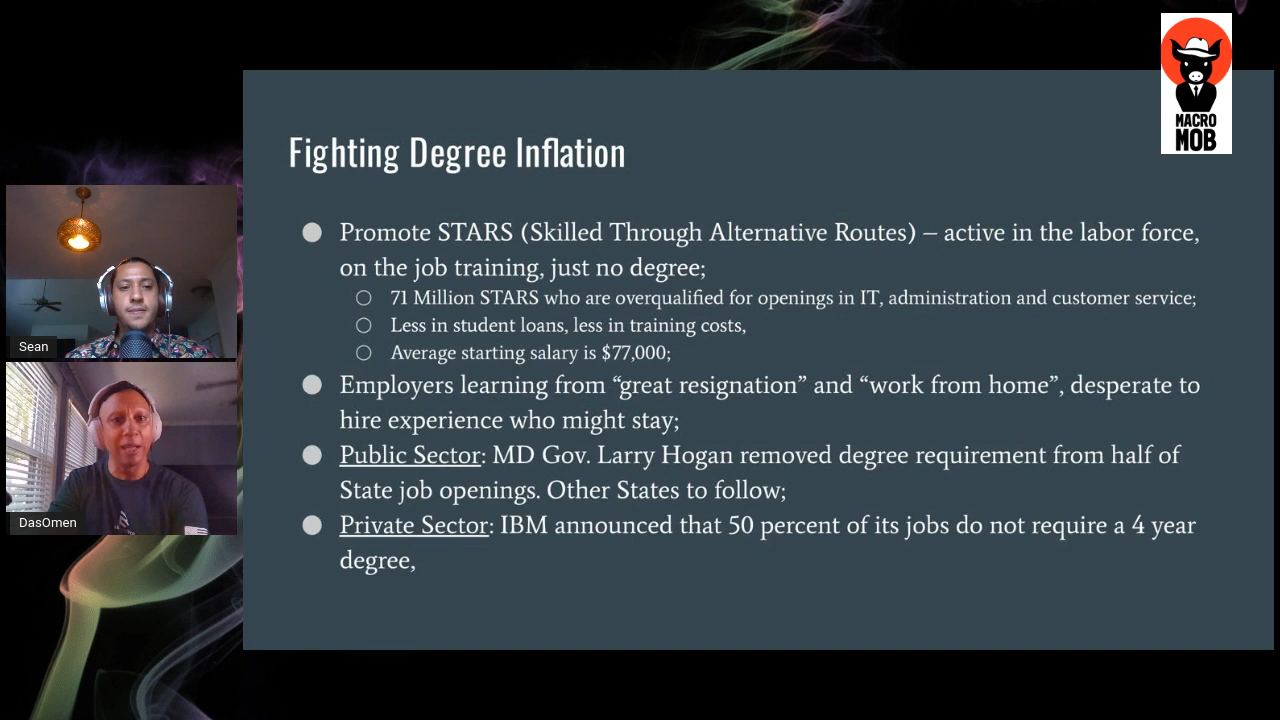 MACRO
MOB
Fighting Degree Inflation
● Promote STARS (Skilled Through Alternative Routes) – active in the labor force,
on the job training, just no degree;
○ 71 Million STARS who are overqualified for openings in IT, administration and customer service;
○ Less in student loans, less in training costs,
○ Average starting salary is $77,000;
● Employers learning from “great resignation” and “work from home”, desperate to
hire experience who might stay;
● Public Sector: MD Gov. Larry Hogan removed degree requirement from half of
State job openings. Other States to follow;
● Private Sector: IBM announced that 50 percent of its jobs do not require a 4 year
degree,
Sean
DasOmen